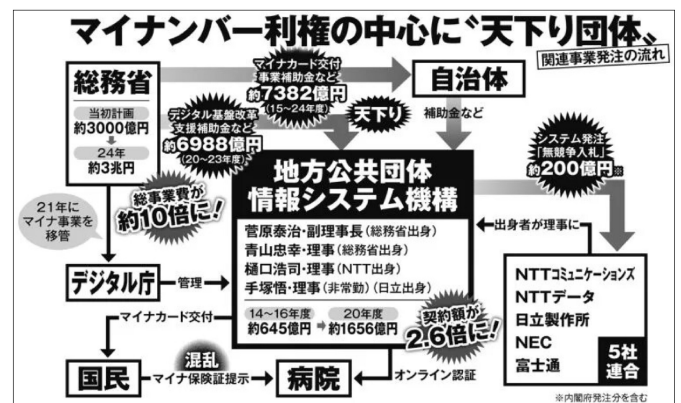 マイナンバー利権の中心に〝天下り団体〟
関連事業発注の流れ
総務省
当初計画
約3000億円
24年
約3兆円
マイナカード交付
事業補助金など
約7382億円
(15〜24年度)
自治体
デジタル基盤改革
支援補助金など
約6988億円
(20〜23年度)
天下り
補助金など
システム発注
「無競争入札」
約200億円※
総事業費が
約10倍に!
21年に
マイナ事業を
移管
地方公共団体
情報システム機構
菅原泰治・副理事長(総務省出身)
青山忠幸・理事(総務省出身)
樋口浩司・理事(NTT出身)
手塚悟・理事(非常勤)(日立出身)
14〜16年度
約645億円
20年度
約1656億円
契約額が
2.6倍に!
出身者が理事に
デジタル庁
管理
NTTコミュニケーションズ
NTTデータ
日立製作所
NEC
富士通
5社
連合
マイナカード交付
国民
混乱
マイナ保険証提示
病院
オンライン認証
※内閣府発注分を含む